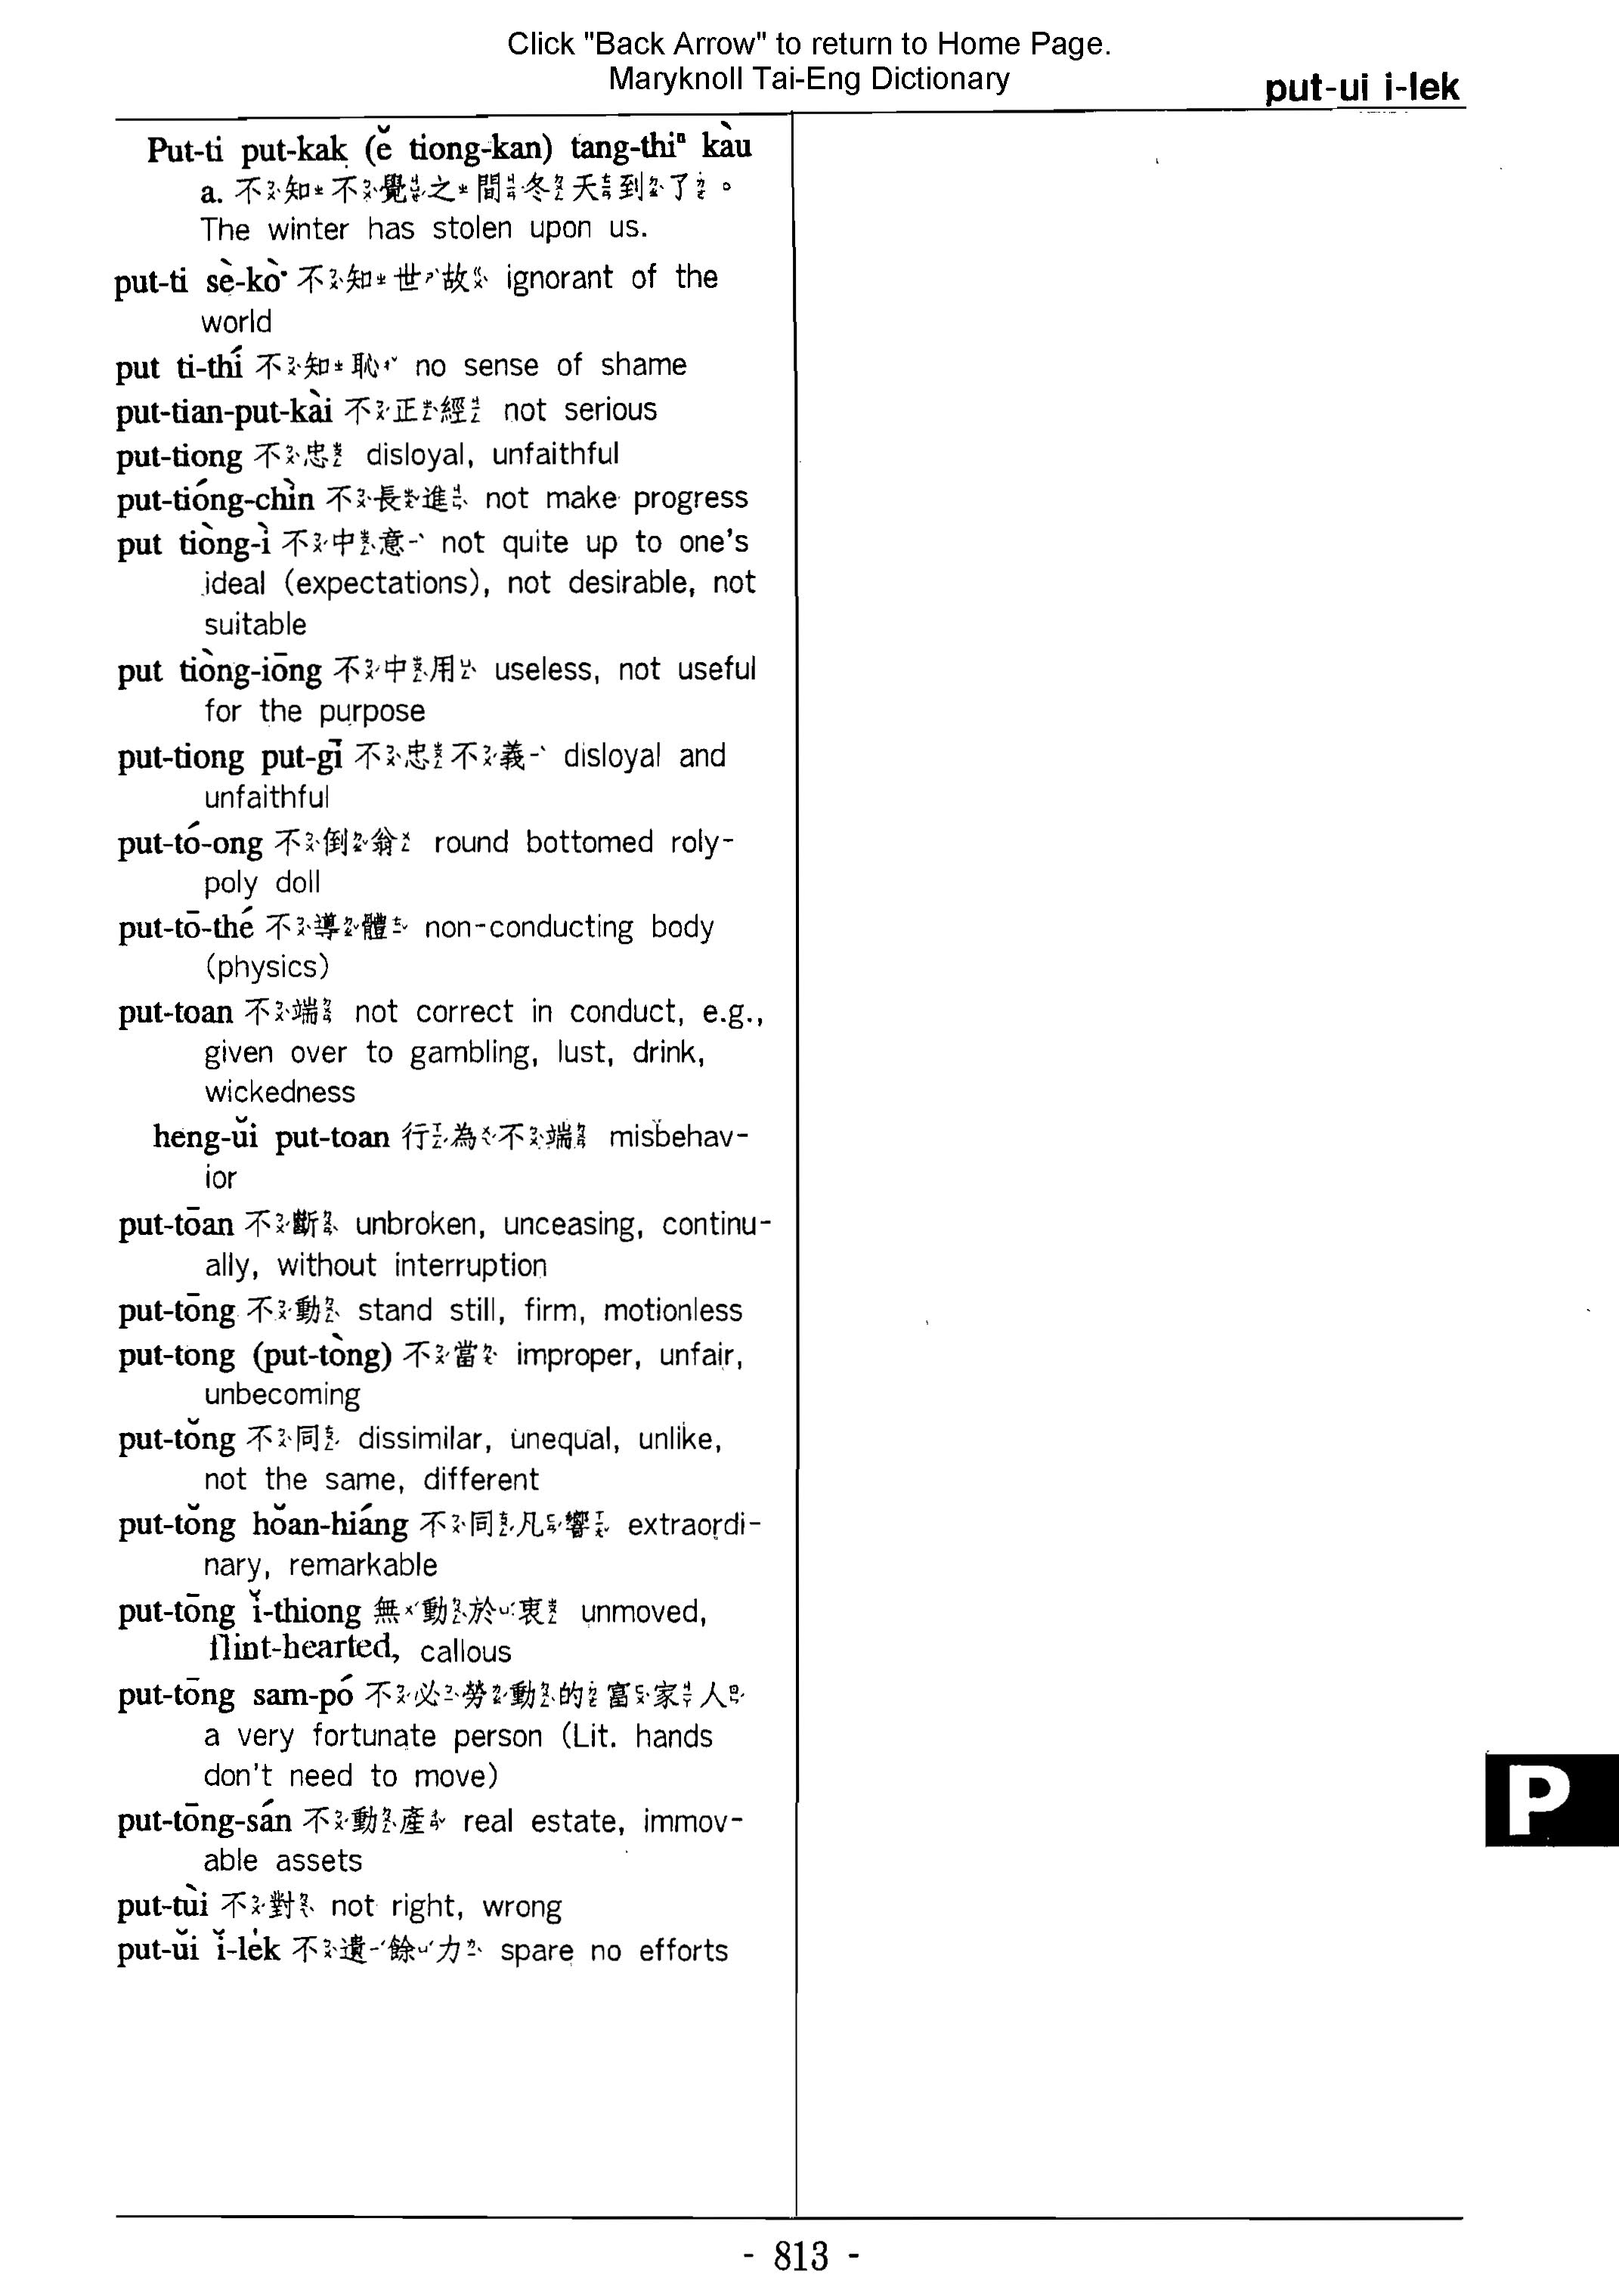 Click "Back Arrow" to return to Home Page.
Maryknoll Tai-Eng Dictionary
put-ui i-lek
Put-ti put-kak (ĕ tiong-kan) tang-thiⁿ kàu
a. 不知不覺之間冬天到了。
The winter has stolen upon us.
put-ti sè-kò· 不知世故 ignorant of the
world
put ti-thí 不知恥 no sense of shame
put-tian-put-kài 不正經 not serious
put-tiong 不忠 disloyal, unfaithful
put-tióng-chìn 不長進 not make progress
put tiòng-ì 不中意 not quite up to one's
ideal (expectations), not desirable, not
suitable
put tiòng-iōng 不中用 useless, not useful
for the purpose
put-tiong put-gī 不忠不義 disloyal and
unfaithful
put-tó-ong 不倒翁 round bottomed roly-
poly doll
put-tō-thé 不導體 non-conducting body
(physics)
put-toan 不端 not correct in conduct, e.g.,
given over to gambling, lust, drink,
wickedness
heng-ŭi put-toan 行為不端 misbehav-
ior
put-tōan 不斷 unbroken, unceasing, continu-
ally, without interruption
put-tōng 不動 stand still, firm, motionless
put-tong (put-tòng) 不當 improper, unfair,
unbecoming
put-tŏng 不同 dissimilar, unequal, unlike,
not the same, different
put-tŏng hŏan-hiáng 不同凡響 extraordi-
nary, remarkable
put-tōng ĭ-thiong 無動於衷 unmoved,
flint-hearted, callous
put-tōng sam-pó 不必勞動的富家人
a very fortunate person (Lit. hands
don't need to move)
put-tōng-sán 不動產 real estate, immov-
able assets
put-tùi 不對 not right, wrong
put-ŭi ĭ-le̍k 不遺餘力 spare no efforts
P
- 813 -